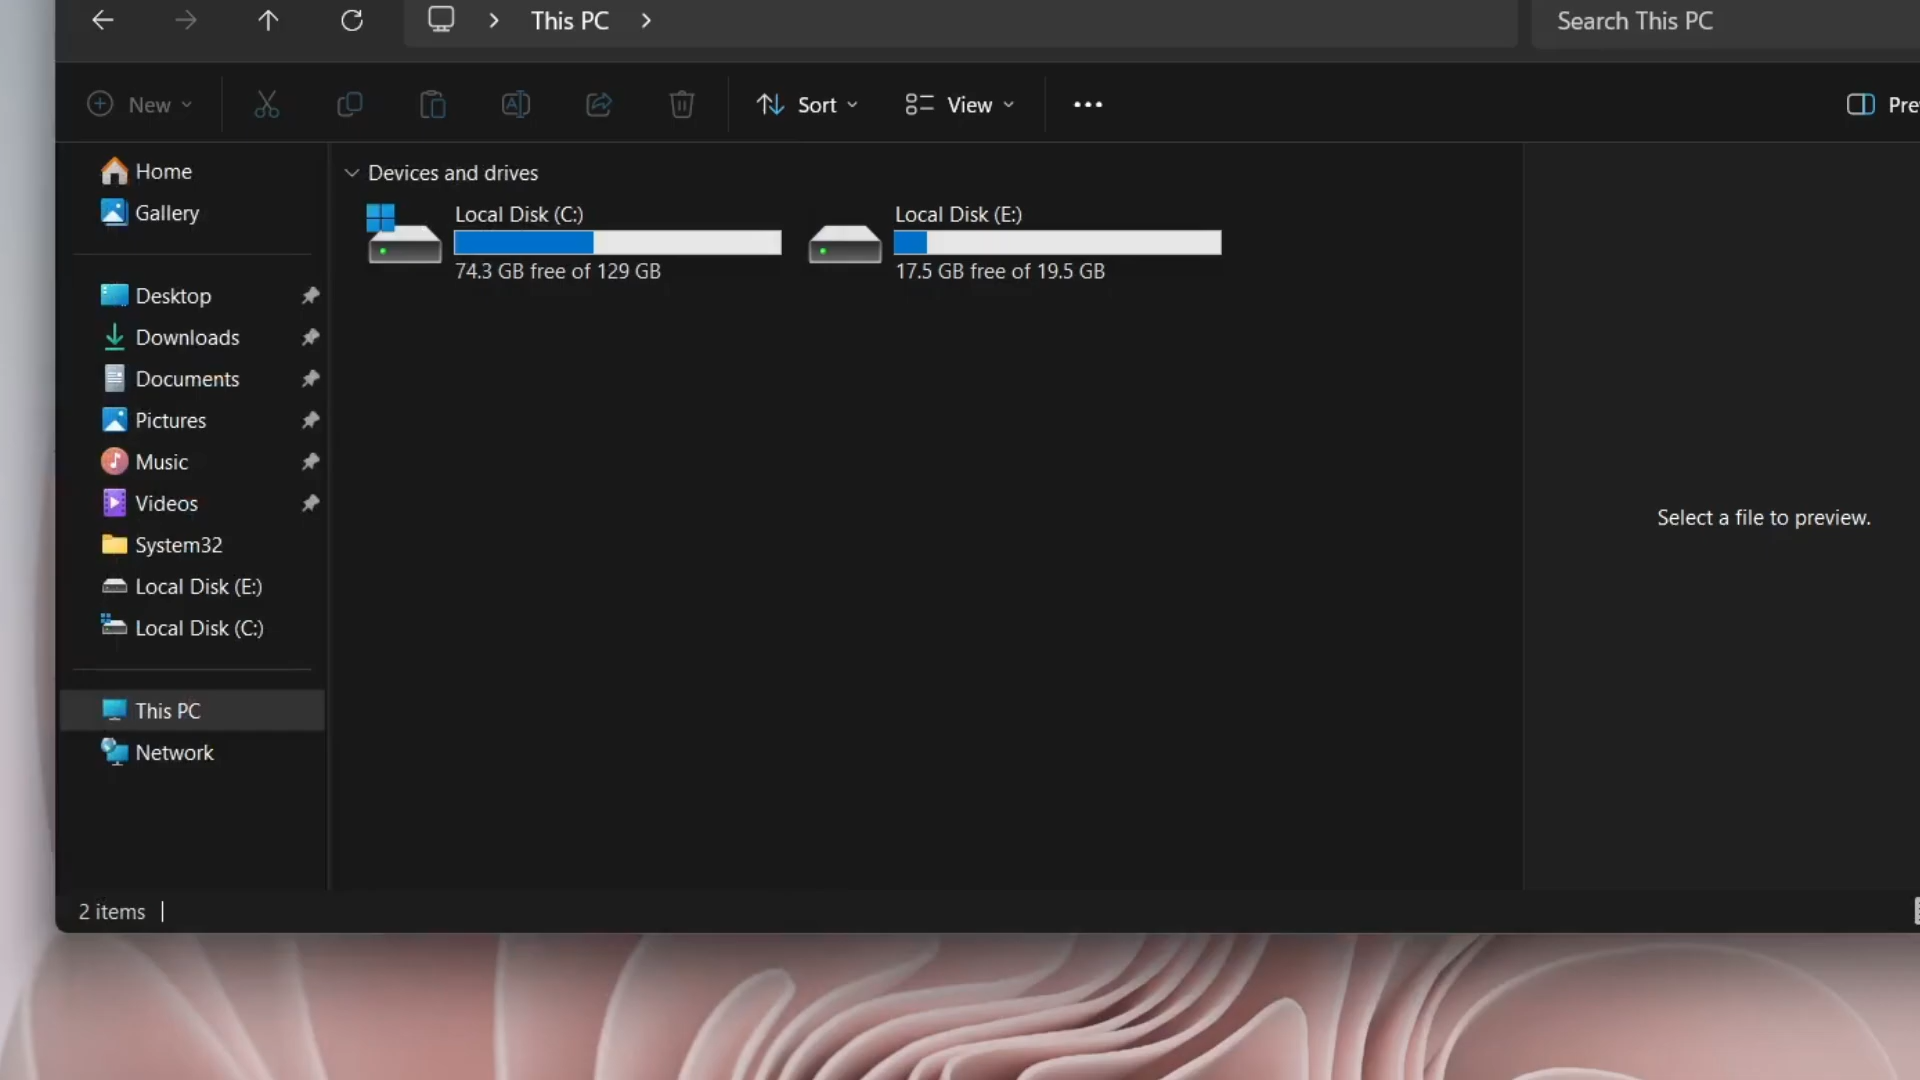 This PC
Search This PC
New
Sort
View
Home
Gallery
Desktop
Downloads
Documents
Pictures
Music
Videos
System32
Local Disk (E:)
Local Disk (C:)
This PC
Network
Devices and drives
Local Disk (C:)
74.3 GB free of 129 GB
Local Disk (E:)
17.5 GB free of 19.5 GB
Select a file to preview.
2 items